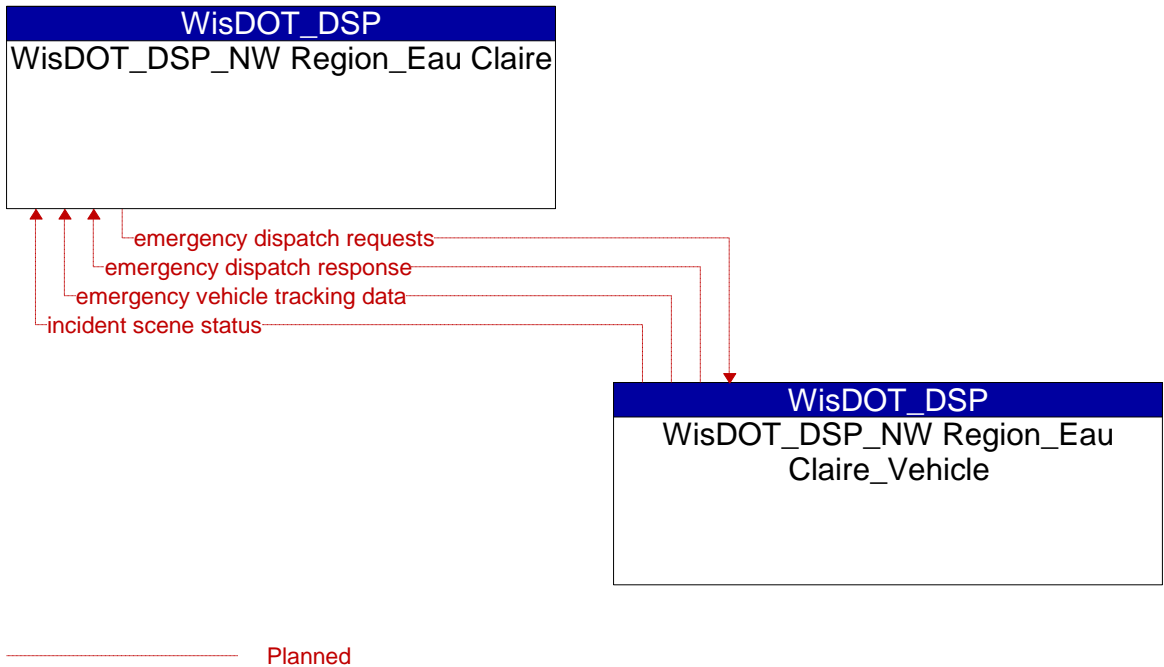 WisDOT_DSP
WisDOT_DSP_NW Region_Eau Claire
emergency dispatch requests
emergency dispatch response
emergency vehicle tracking data
incident scene status
WisDOT_DSP
WisDOT_DSP_NW Region_Eau
Claire_Vehicle
Planned